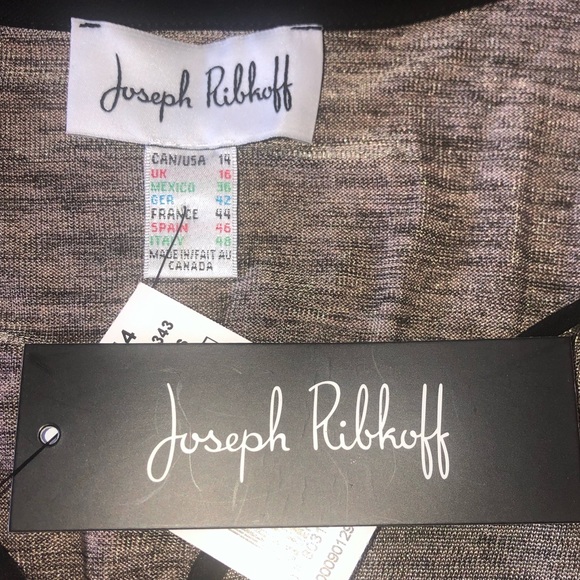 Joseph Ribkoff
CAN/USA 14
UK 16
MEXICO 36
GER 42
FRANCE 44
SPAIN 46
ITALY 48
MADE IN/FAIT AU
CANADA
343
Joseph Ribkoff